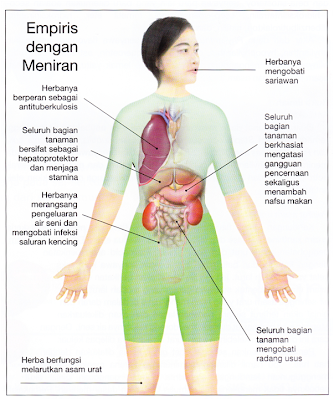 Empiris
dengan
Meniran
Herbanya
berperan sebagai
antituberkulosis
Seluruh bagian
tanaman
bersifat sebagai
hepatoprotektor
dan menjaga
stamina
Herbanya
merangsang
pengeluaran
air seni dan
mengobati infeksi
saluran kencing
Herba berfungsi
melarutkan asam urat
Herbanya
mengobati
sariawan
Seluruh
bagian
tanaman
berkhasiat
mengatasi
gangguan
pencernaan
sekaligus
menambah
nafsu makan
Seluruh bagian
tanaman
mengobati
radang usus